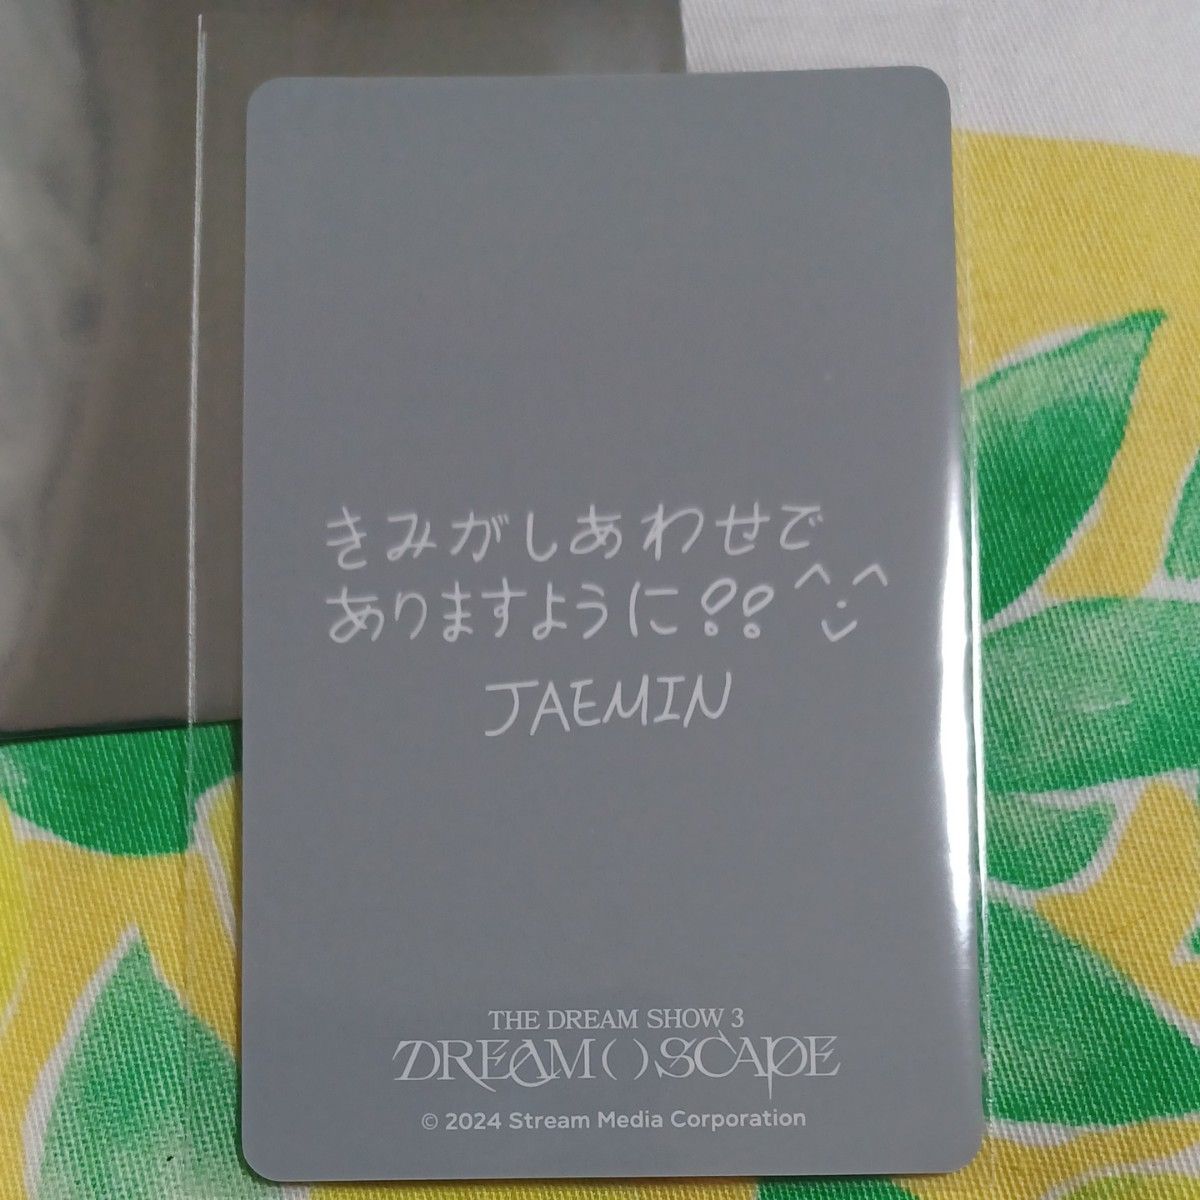 きみがしあわせで
ありますように!! ^ω^
JAEMIN
THE DREAM SHOW 3
DREAM ( ) SCAPE
© 2024 Stream Media Corporation